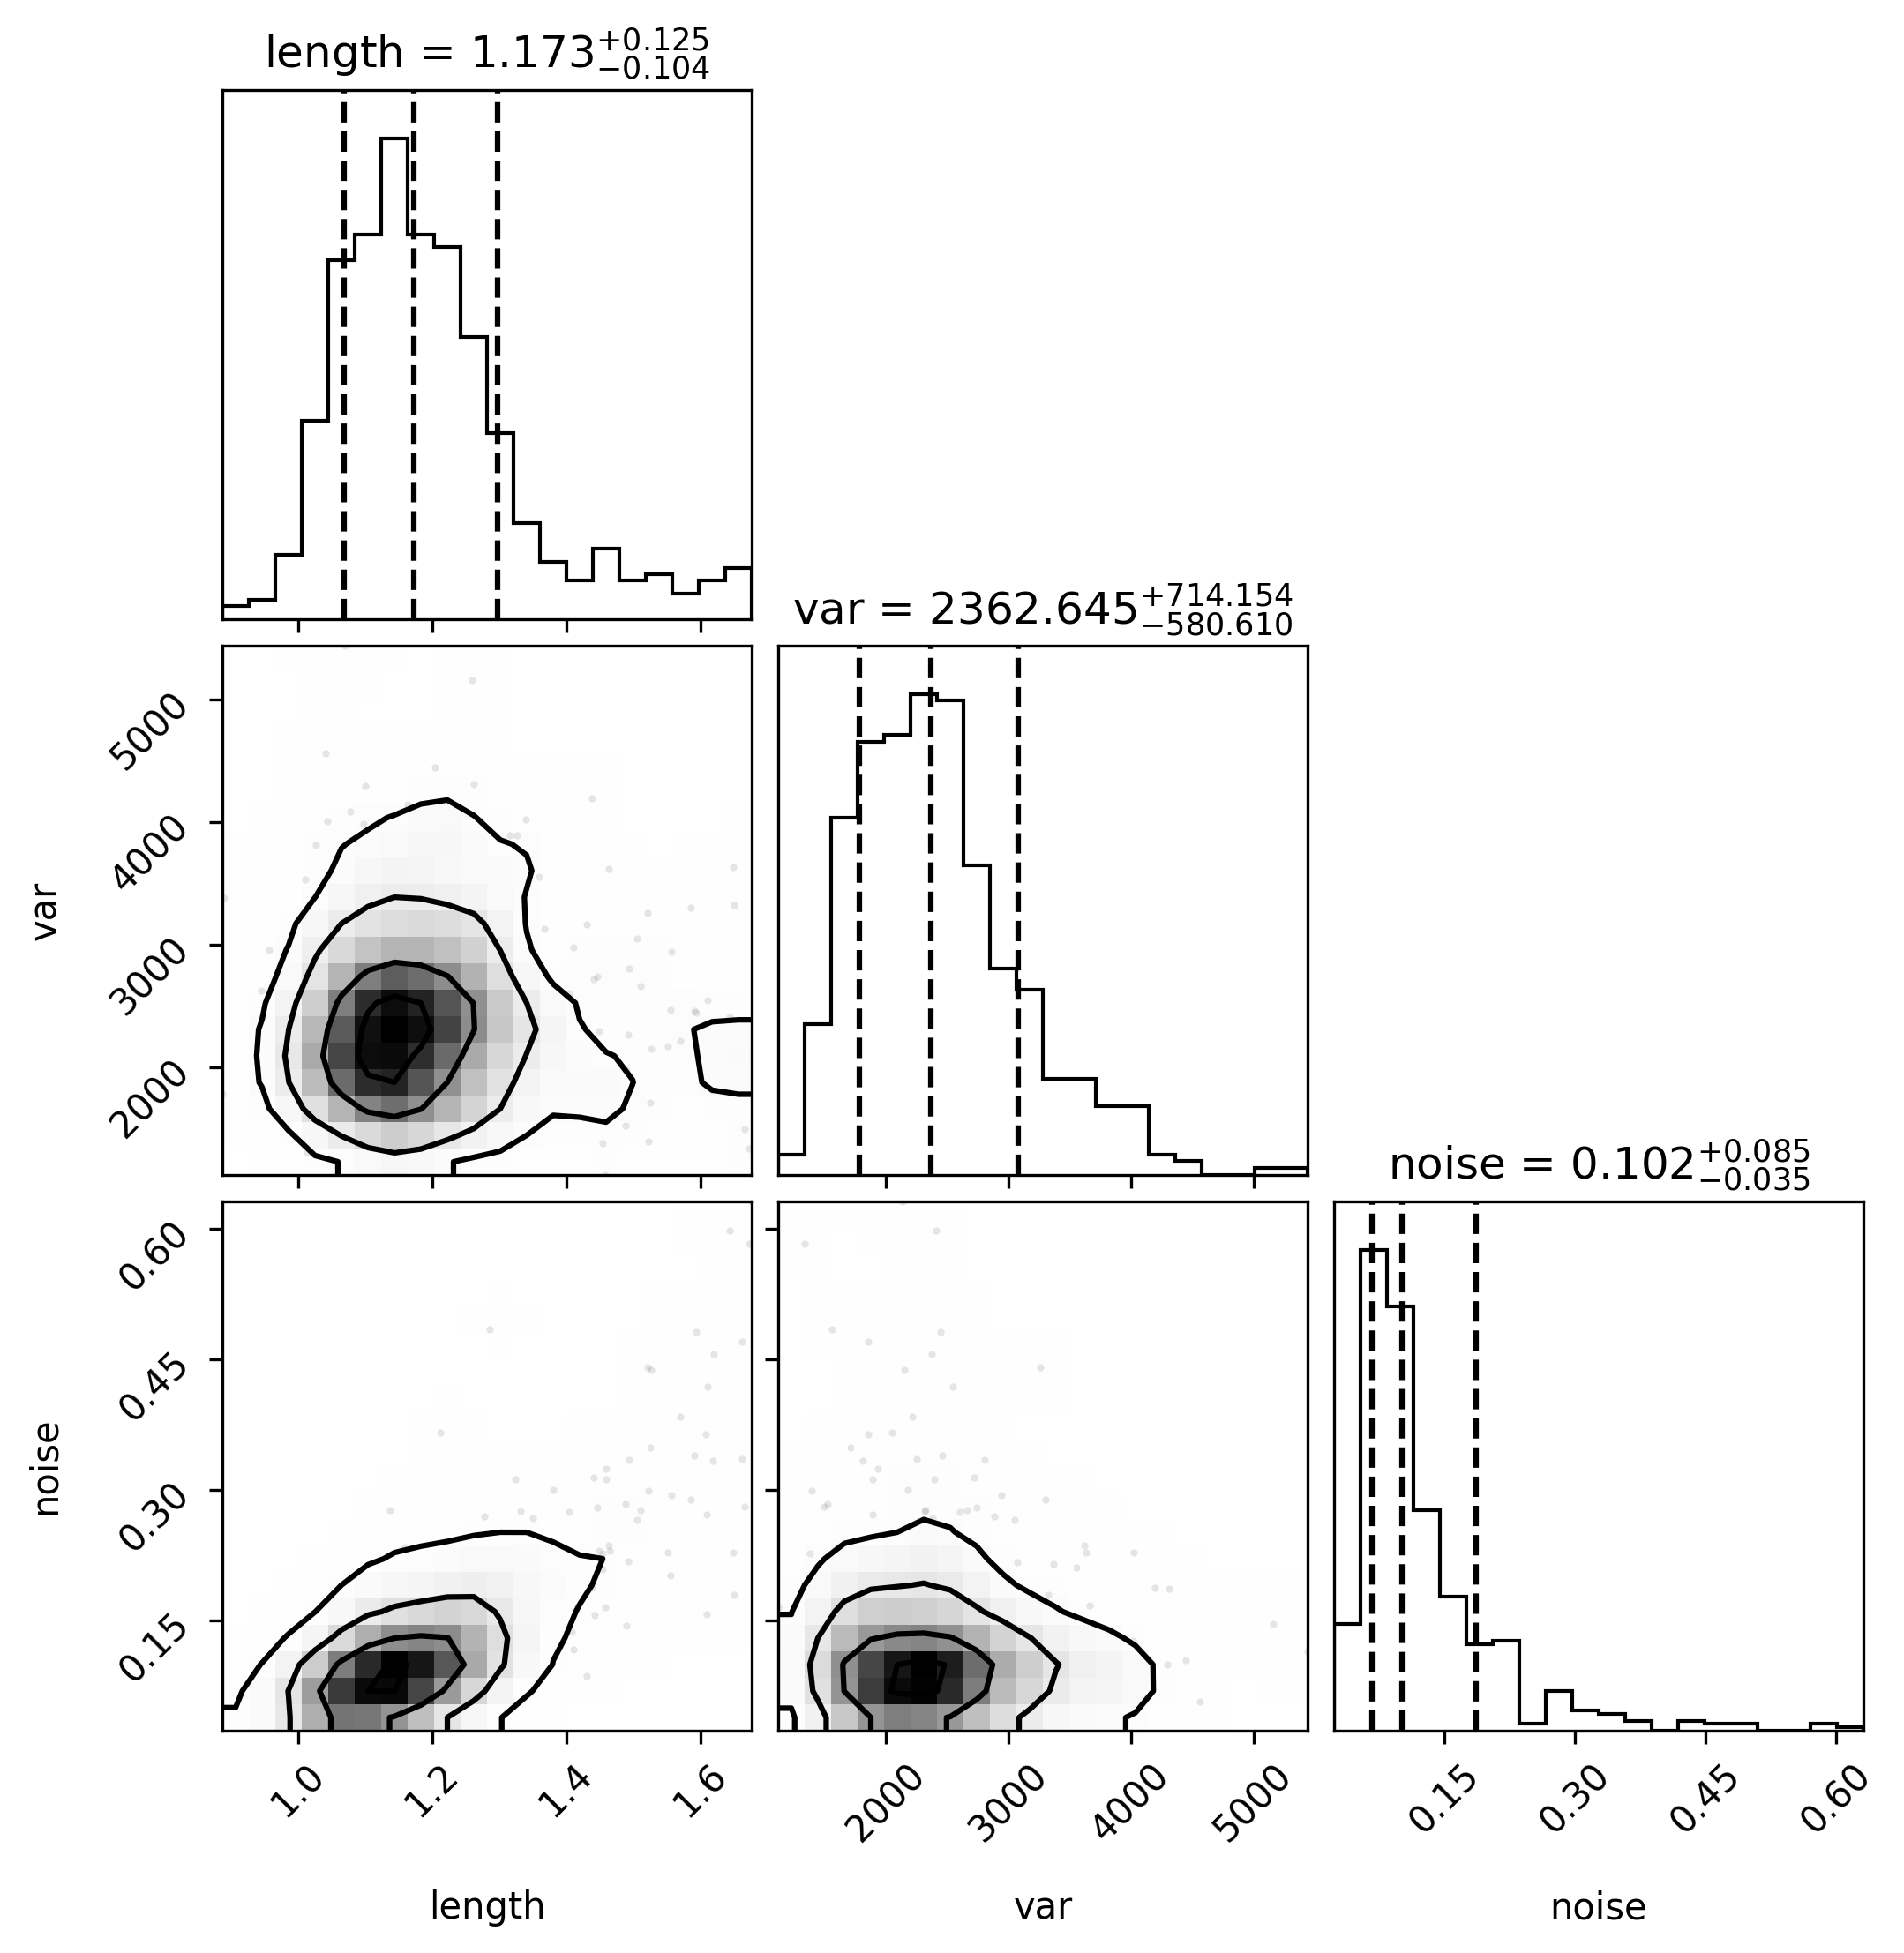 length = 1.173 +0.125 −0.104
var = 2362.645 +714.154 −580.610
5000
4000
3000
2000
var
noise = 0.102 +0.085 −0.035
0.60
0.45
0.30
0.15
noise
1.0 1.2 1.4 1.6
2000 3000 4000 5000
0.15 0.30 0.45 0.60
length
var
noise